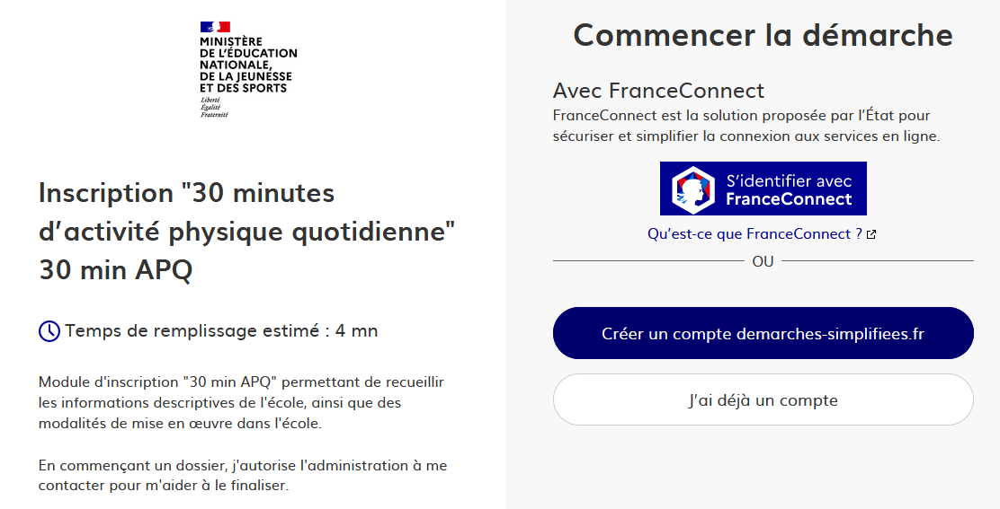 MINISTÈRE
DE L'ÉDUCATION
NATIONALE,
DE LA JEUNESSE
ET DES SPORTS
Liberté
Égalité
Fraternité
Inscription "30 minutes
d’activité physique quotidienne"
30 min APQ
Temps de remplissage estimé : 4 mn
Module d'inscription "30 min APQ" permettant de recueillir
les informations descriptives de l'école, ainsi que des
modalités de mise en œuvre dans l'école.
En commençant un dossier, j'autorise l'administration à me
contacter pour m'aider à le finaliser.
Commencer la démarche
Avec FranceConnect
FranceConnect est la solution proposée par l’État pour
sécuriser et simplifier la connexion aux services en ligne.
S’identifier avec
FranceConnect
Qu’est-ce que FranceConnect ?
OU
Créer un compte demarches-simplifiees.fr
J’ai déjà un compte